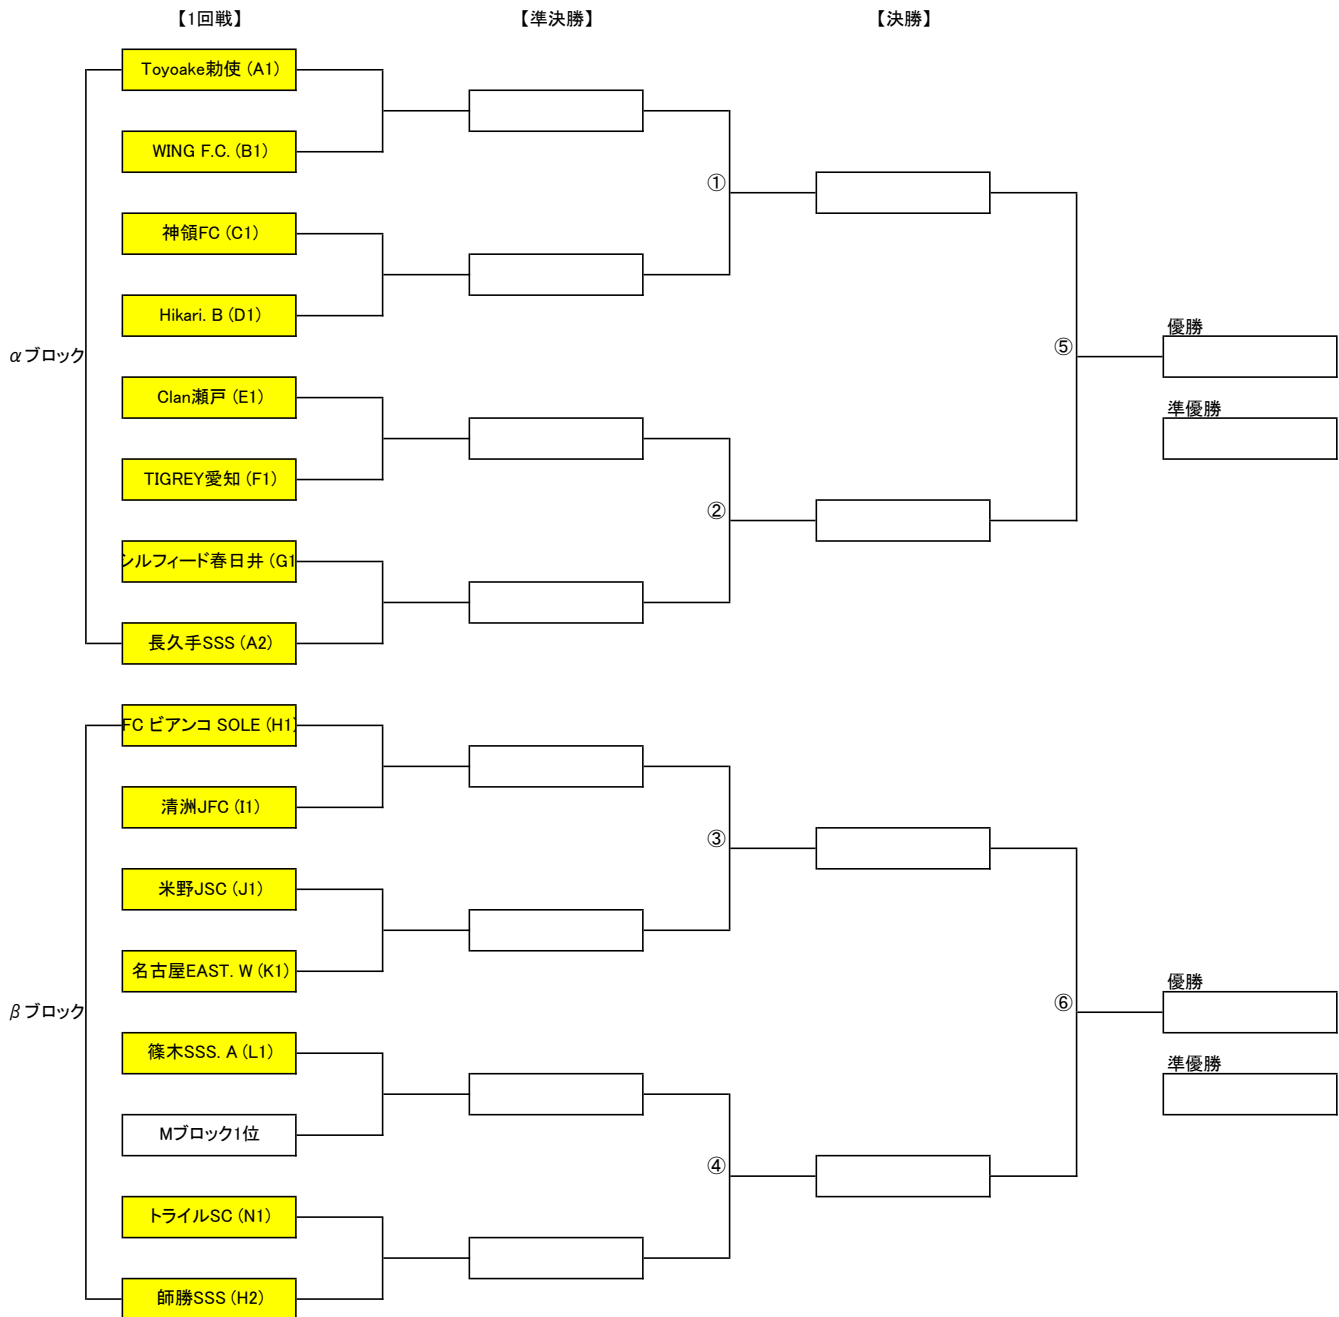 【1回戦】 【準決勝】 【決勝】
Toyoake勅使 (A1)
WING F.C. (B1)
①
神領FC (C1)
Hikari. B (D1)
優勝
αブロック
⑤
Clan瀬戸 (E1)
準優勝
TIGREY愛知 (F1)
②
シルフィード春日井 (G1
長久手SSS (A2)
FC ビアンコ SOLE (H1)
清洲JFC (I1)
③
米野JSC (J1)
名古屋EAST. W (K1)
優勝
βブロック
⑥
篠木SSS. A (L1)
準優勝
Mブロック1位
④
トライルSC (N1)
師勝SSS (H2)